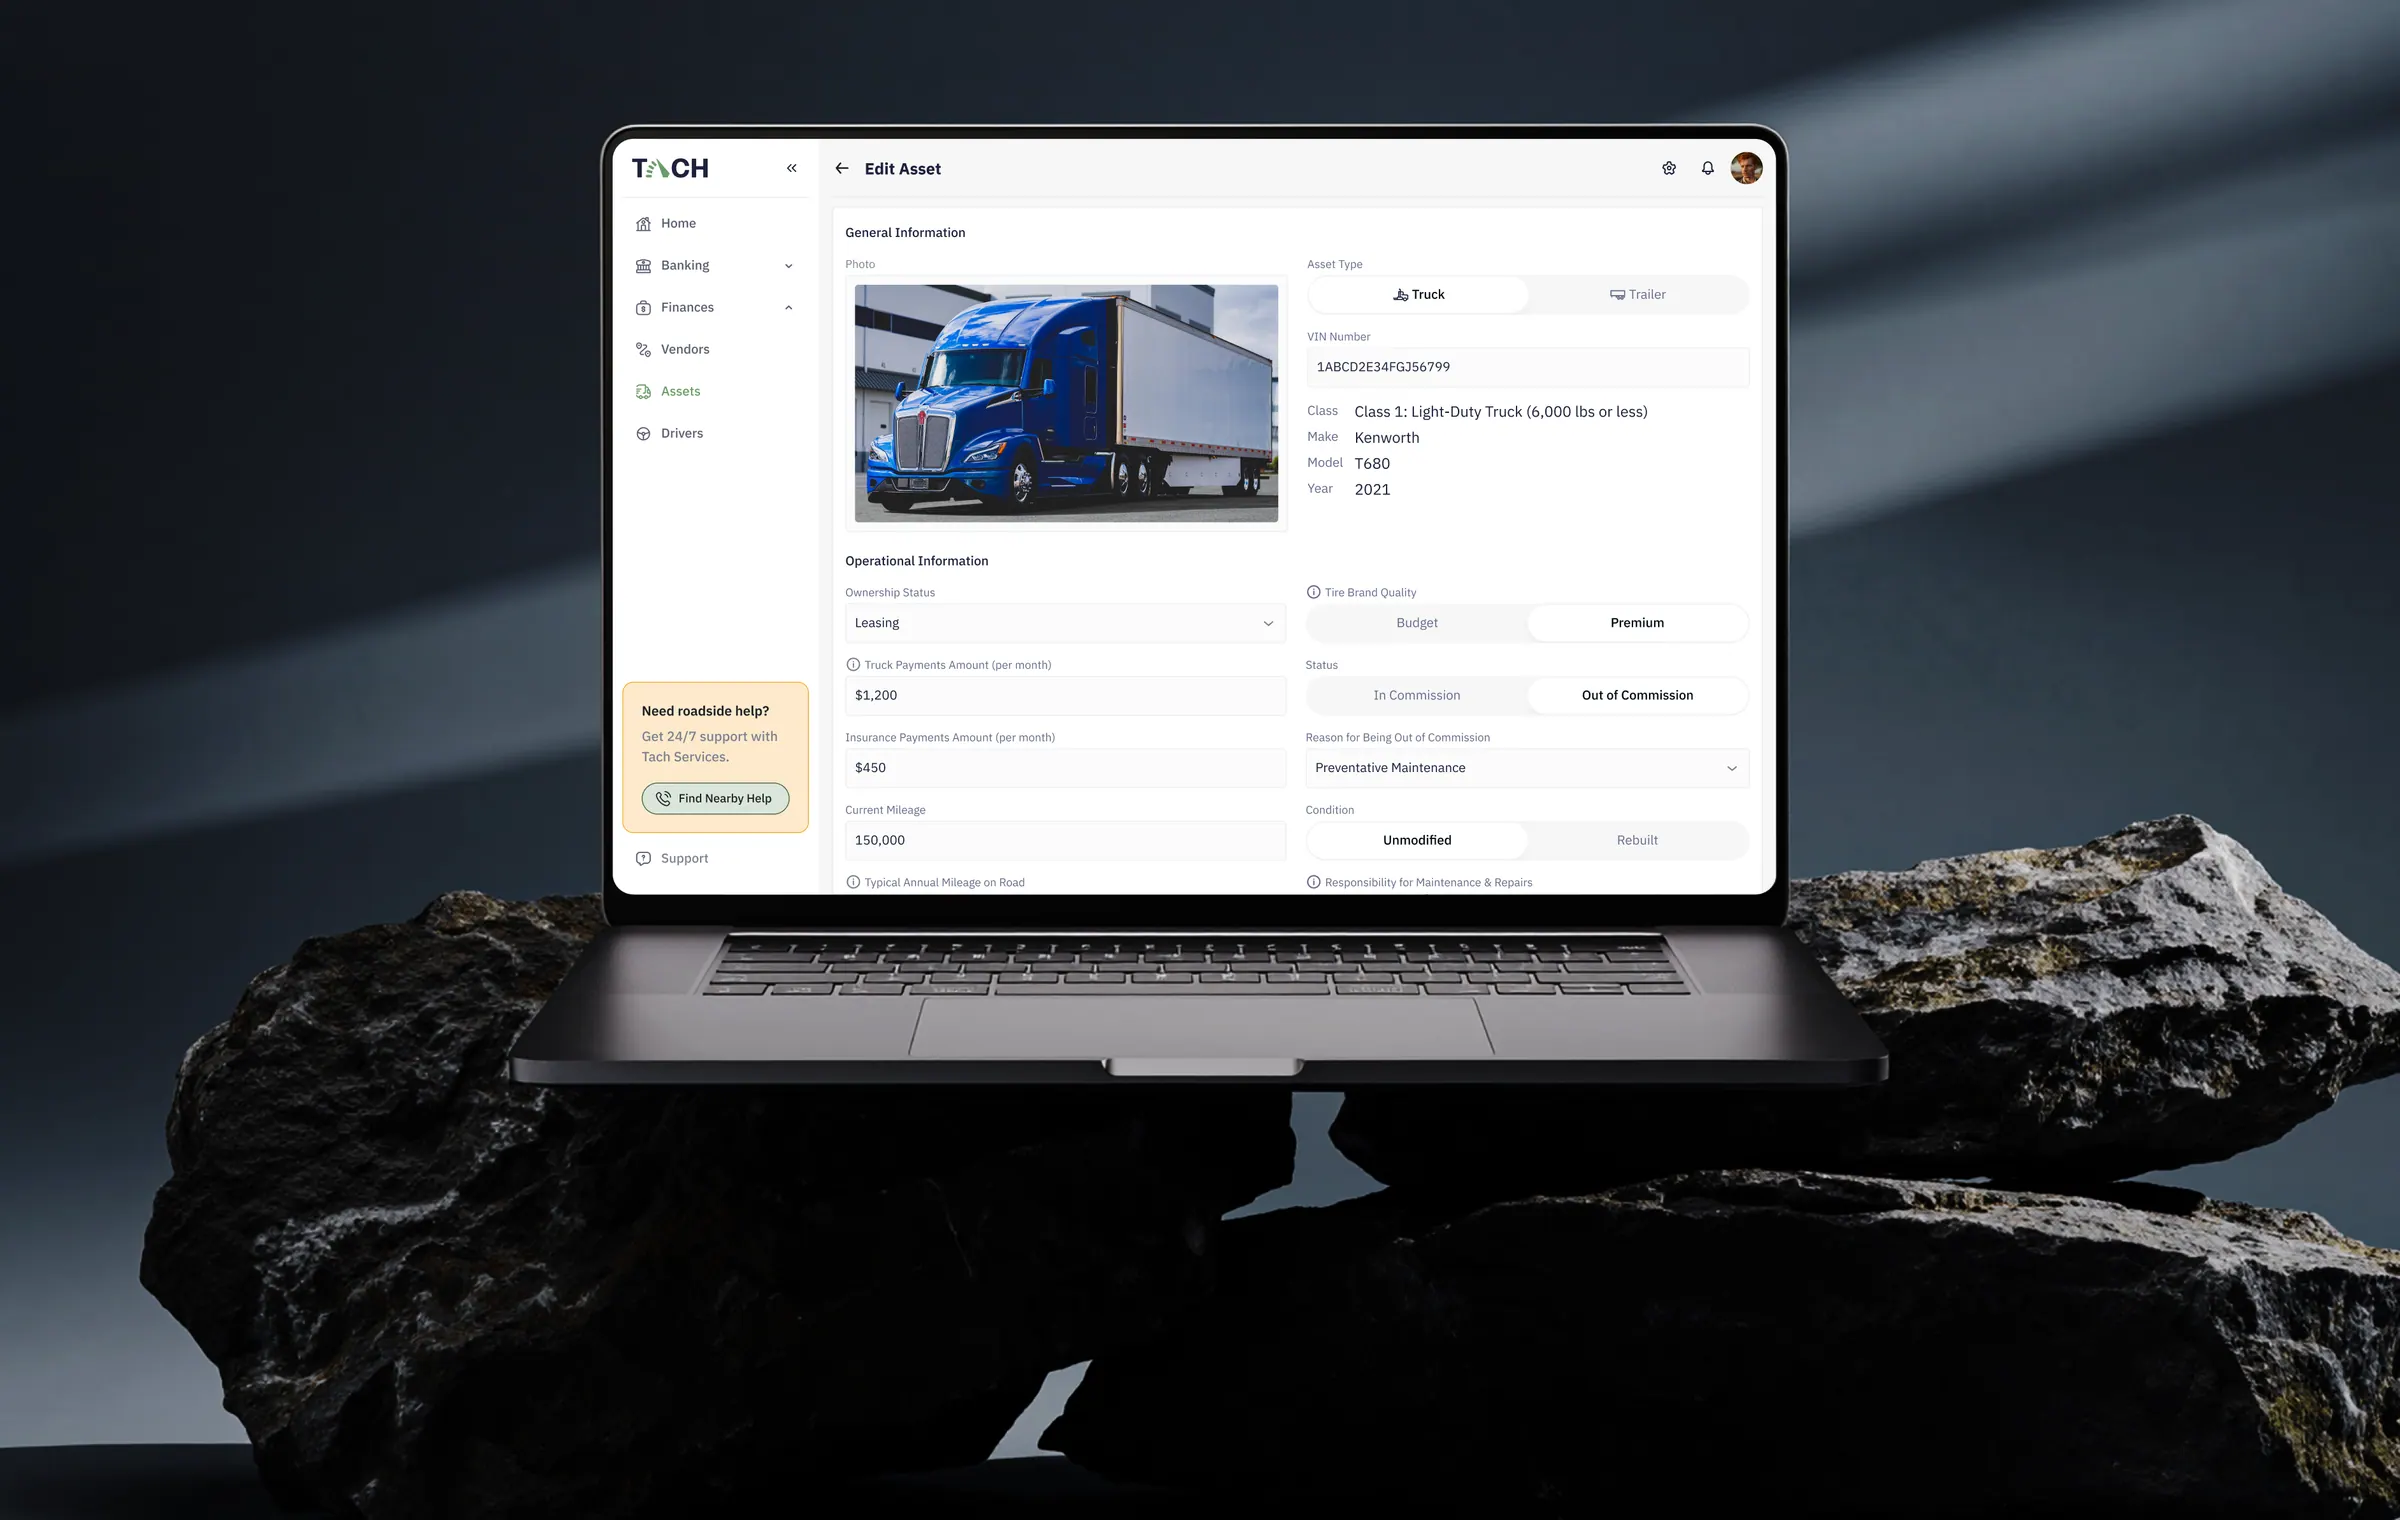 TACH
Home
Banking
Finances
Vendors
Assets
Drivers
Need roadside help?
Get 24/7 support with
Tach Services.
Find Nearby Help
Support
Edit Asset
General Information
Photo
Asset Type
Truck
Trailer
VIN Number
1ABCD2E34FGJ56799
Class Class 1: Light-Duty Truck (6,000 lbs or less)
Make Kenworth
Model T680
Year 2021
Operational Information
Ownership Status
Leasing
Truck Payments Amount (per month)
$1,200
Insurance Payments Amount (per month)
$450
Current Mileage
150,000
Typical Annual Mileage on Road
Tire Brand Quality
Budget
Premium
Status
In Commission
Out of Commission
Reason for Being Out of Commission
Preventative Maintenance
Condition
Unmodified
Rebuilt
Responsibility for Maintenance & Repairs